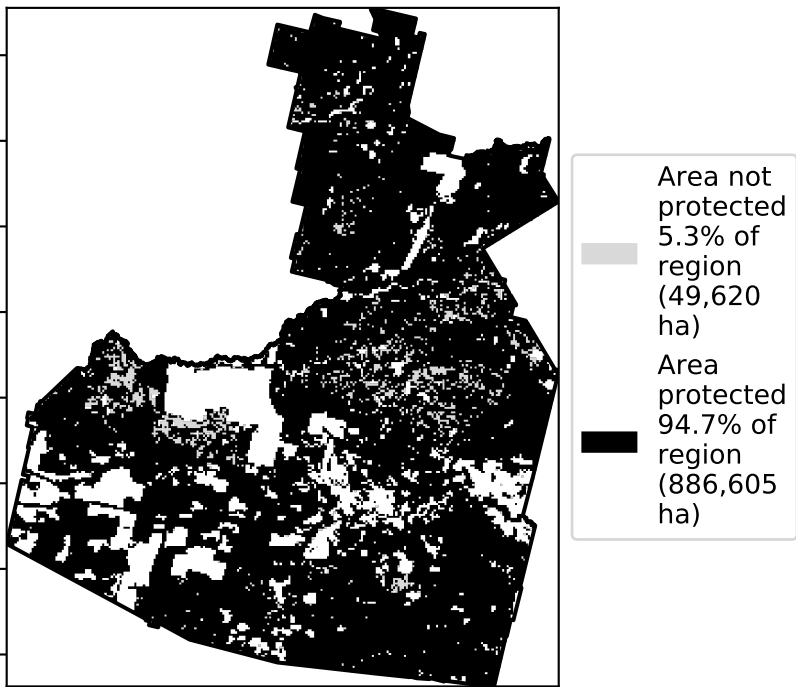 Area not
protected
5.3% of
region
(49,620
ha)
Area
protected
94.7% of
region
(886,605
ha)